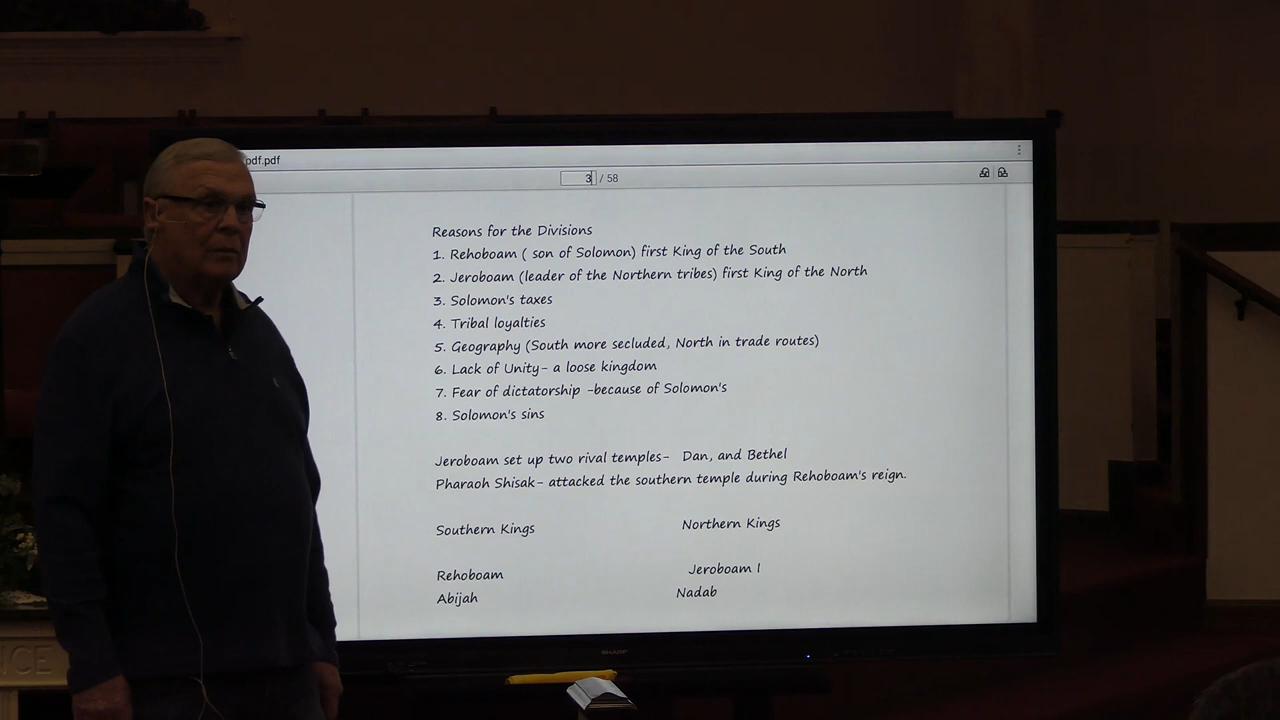 pdf.pdf
3 / 58
Reasons for the Divisions
1. Rehoboam ( son of Solomon) first King of the South
2. Jeroboam (leader of the Northern tribes) first King of the North
3. Solomon's taxes
4. Tribal loyalties
5. Geography (South more secluded, North in trade routes)
6. Lack of Unity- a loose kingdom
7. Fear of dictatorship -because of Solomon's
8. Solomon's sins
Jeroboam set up two rival temples- Dan, and Bethel
Pharaoh Shisak- attacked the southern temple during Rehoboam's reign.
Southern Kings Northern Kings
Rehoboam Jeroboam I
Abijah Nadab
SHARP
ICE